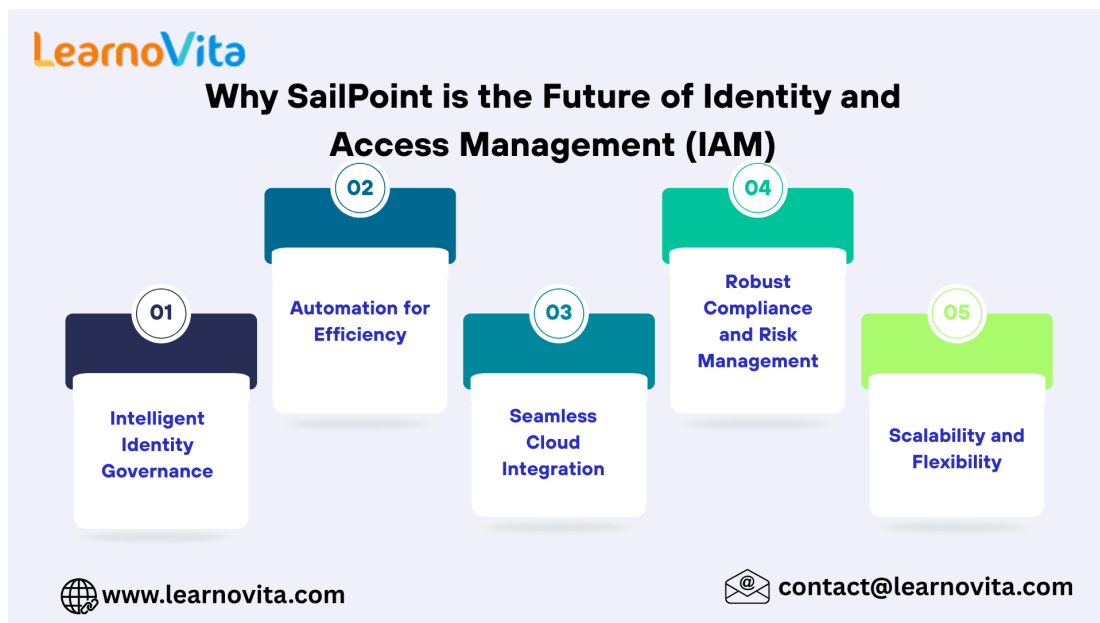 LearnoVita
Why SailPoint is the Future of Identity and
Access Management (IAM)
01
Intelligent
Identity
Governance
02
Automation for
Efficiency
03
Seamless
Cloud
Integration
04
Robust
Compliance
and Risk
Management
05
Scalability and
Flexibility
www.learnovita.com
@
contact@learnovita.com